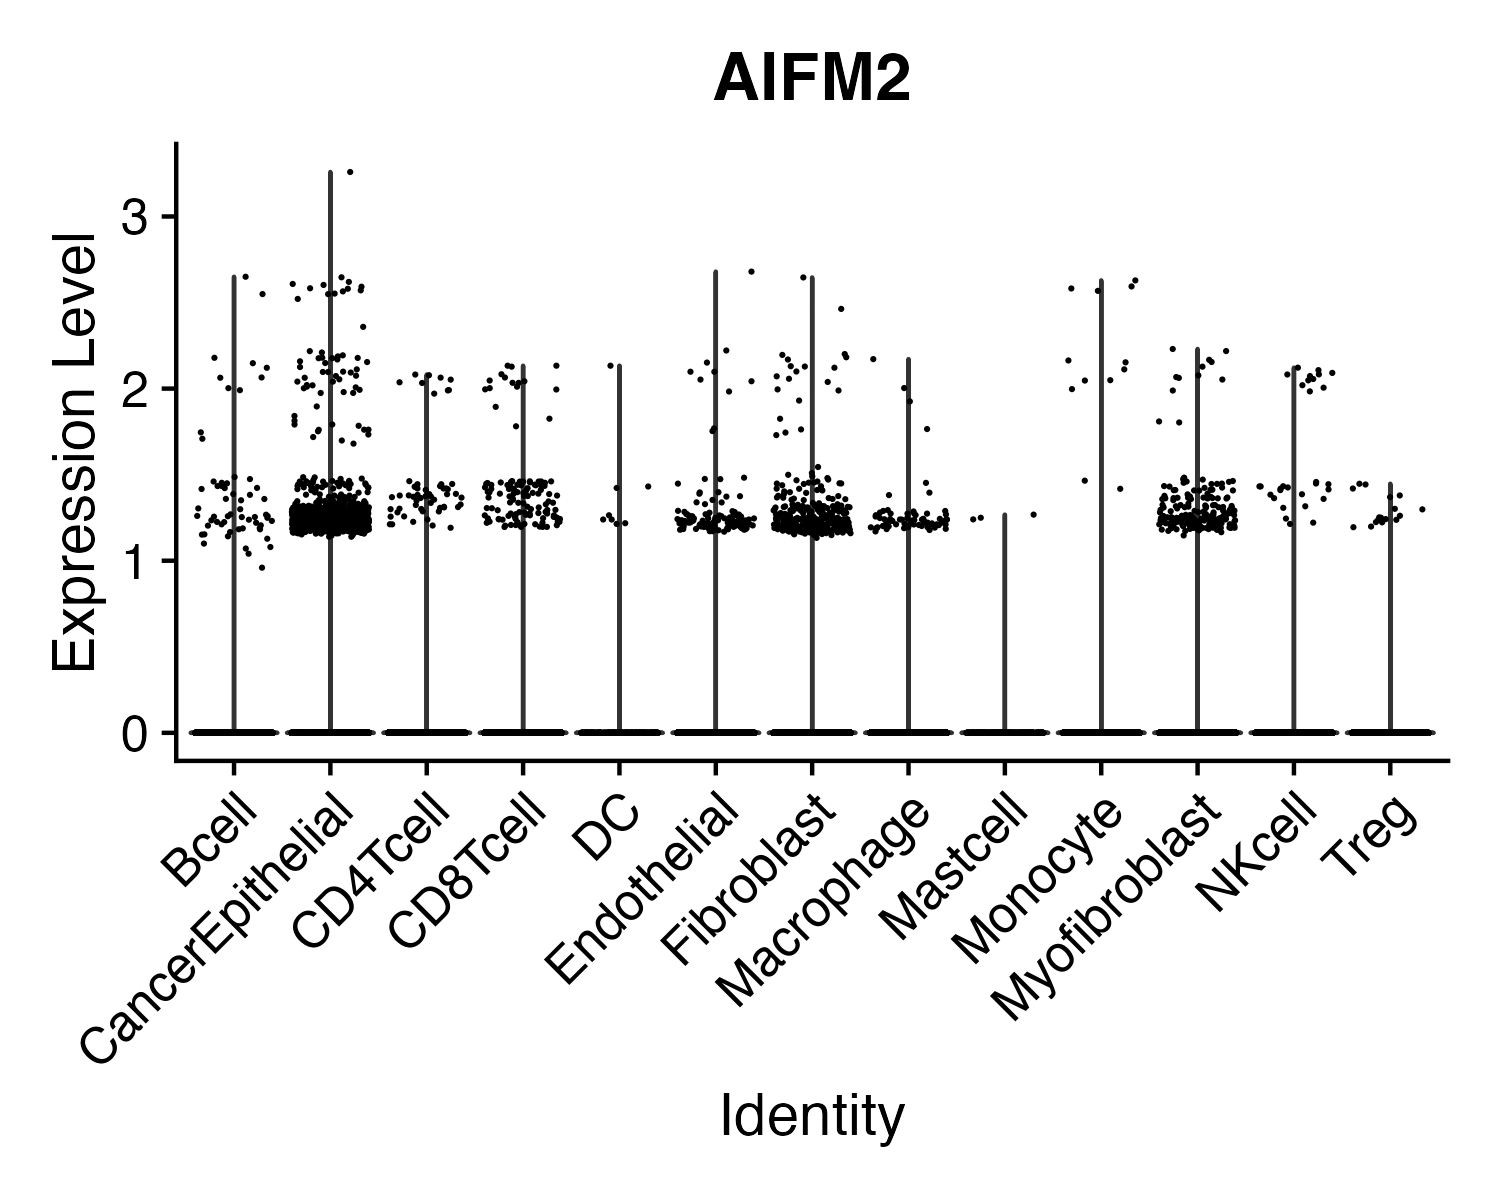 AIFM2
Expression Level
3
2
1
0
Bcell
CancerEpithelial
CD4Tcell
CD8Tcell
DC
Endothelial
Fibroblast
Macrophage
Mastcell
Monocyte
Myofibroblast
NKcell
Treg
Identity